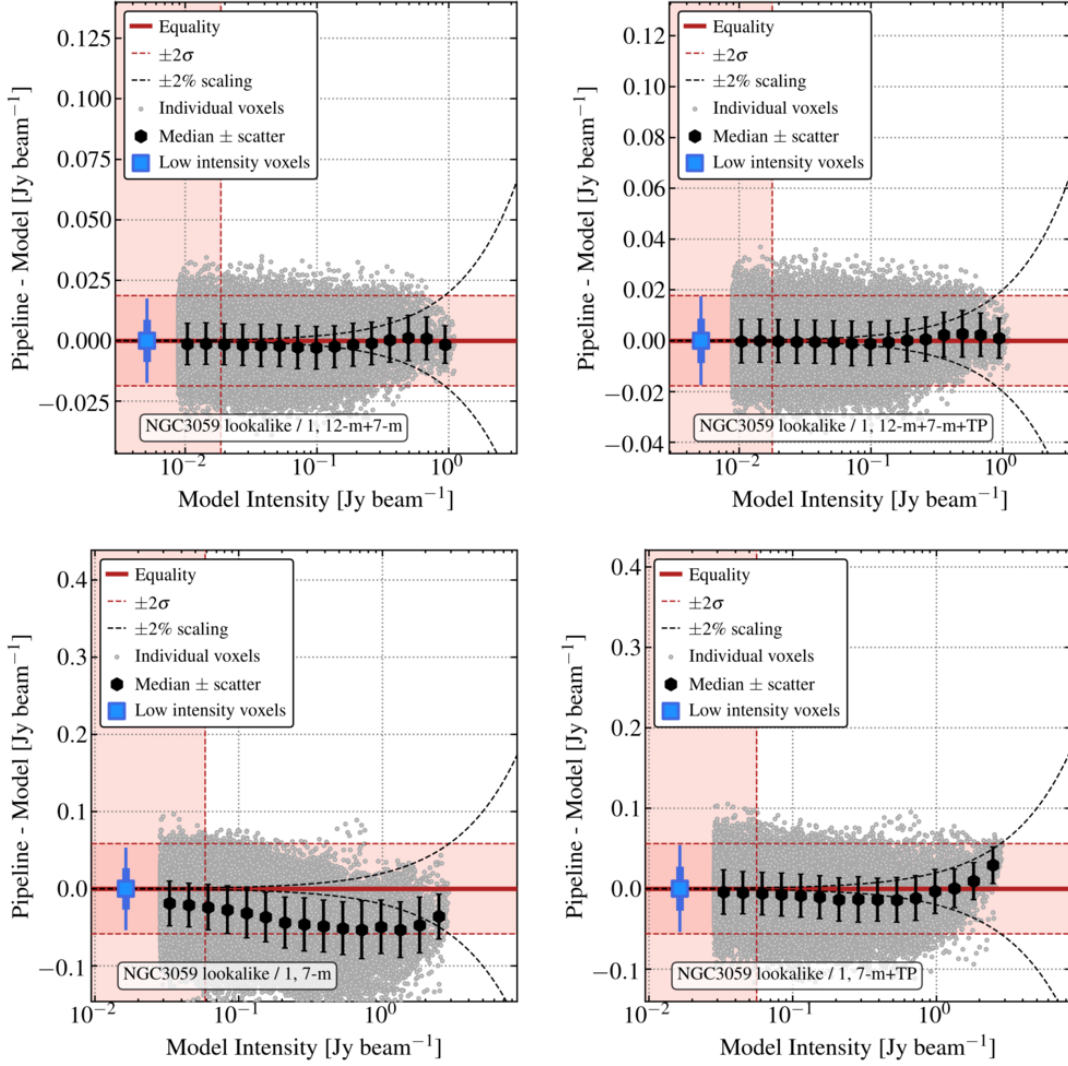 Pipeline - Model [Jy beam⁻¹]
0.125
0.100
0.075
0.050
0.025
0.000
−0.025
Equality
±2σ
±2% scaling
Individual voxels
Median ± scatter
Low intensity voxels
NGC3059 lookalike / 1, 12-m+7-m
10⁻² 10⁻¹ 10⁰
Model Intensity [Jy beam⁻¹]
Pipeline - Model [Jy beam⁻¹]
0.12
0.10
0.08
0.06
0.04
0.02
0.00
−0.02
−0.04
Equality
±2σ
±2% scaling
Individual voxels
Median ± scatter
Low intensity voxels
NGC3059 lookalike / 1, 12-m+7-m+TP
10⁻² 10⁻¹ 10⁰
Model Intensity [Jy beam⁻¹]
Pipeline - Model [Jy beam⁻¹]
0.4
0.3
0.2
0.1
0.0
−0.1
Equality
±2σ
±2% scaling
Individual voxels
Median ± scatter
Low intensity voxels
NGC3059 lookalike / 1, 7-m
10⁻² 10⁻¹ 10⁰
Model Intensity [Jy beam⁻¹]
Pipeline - Model [Jy beam⁻¹]
0.4
0.3
0.2
0.1
0.0
−0.1
Equality
±2σ
±2% scaling
Individual voxels
Median ± scatter
Low intensity voxels
NGC3059 lookalike / 1, 7-m+TP
10⁻² 10⁻¹ 10⁰
Model Intensity [Jy beam⁻¹]